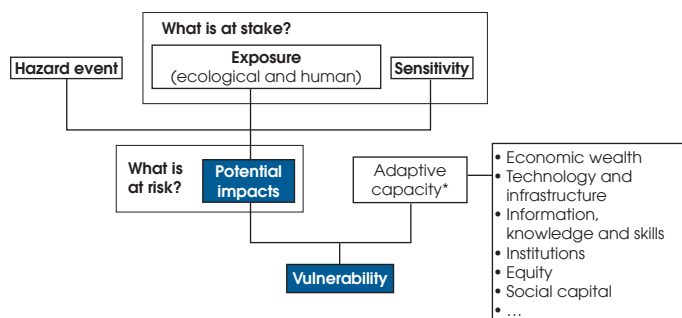 What is at stake?
Hazard event
Exposure
(ecological and human)
Sensitivity
What is
at risk?
Potential
impacts
Adaptive
capacity*
• Economic wealth
• Technology and
infrastructure
• Information,
knowledge and skills
• Institutions
• Equity
• Social capital
• ...
Vulnerability